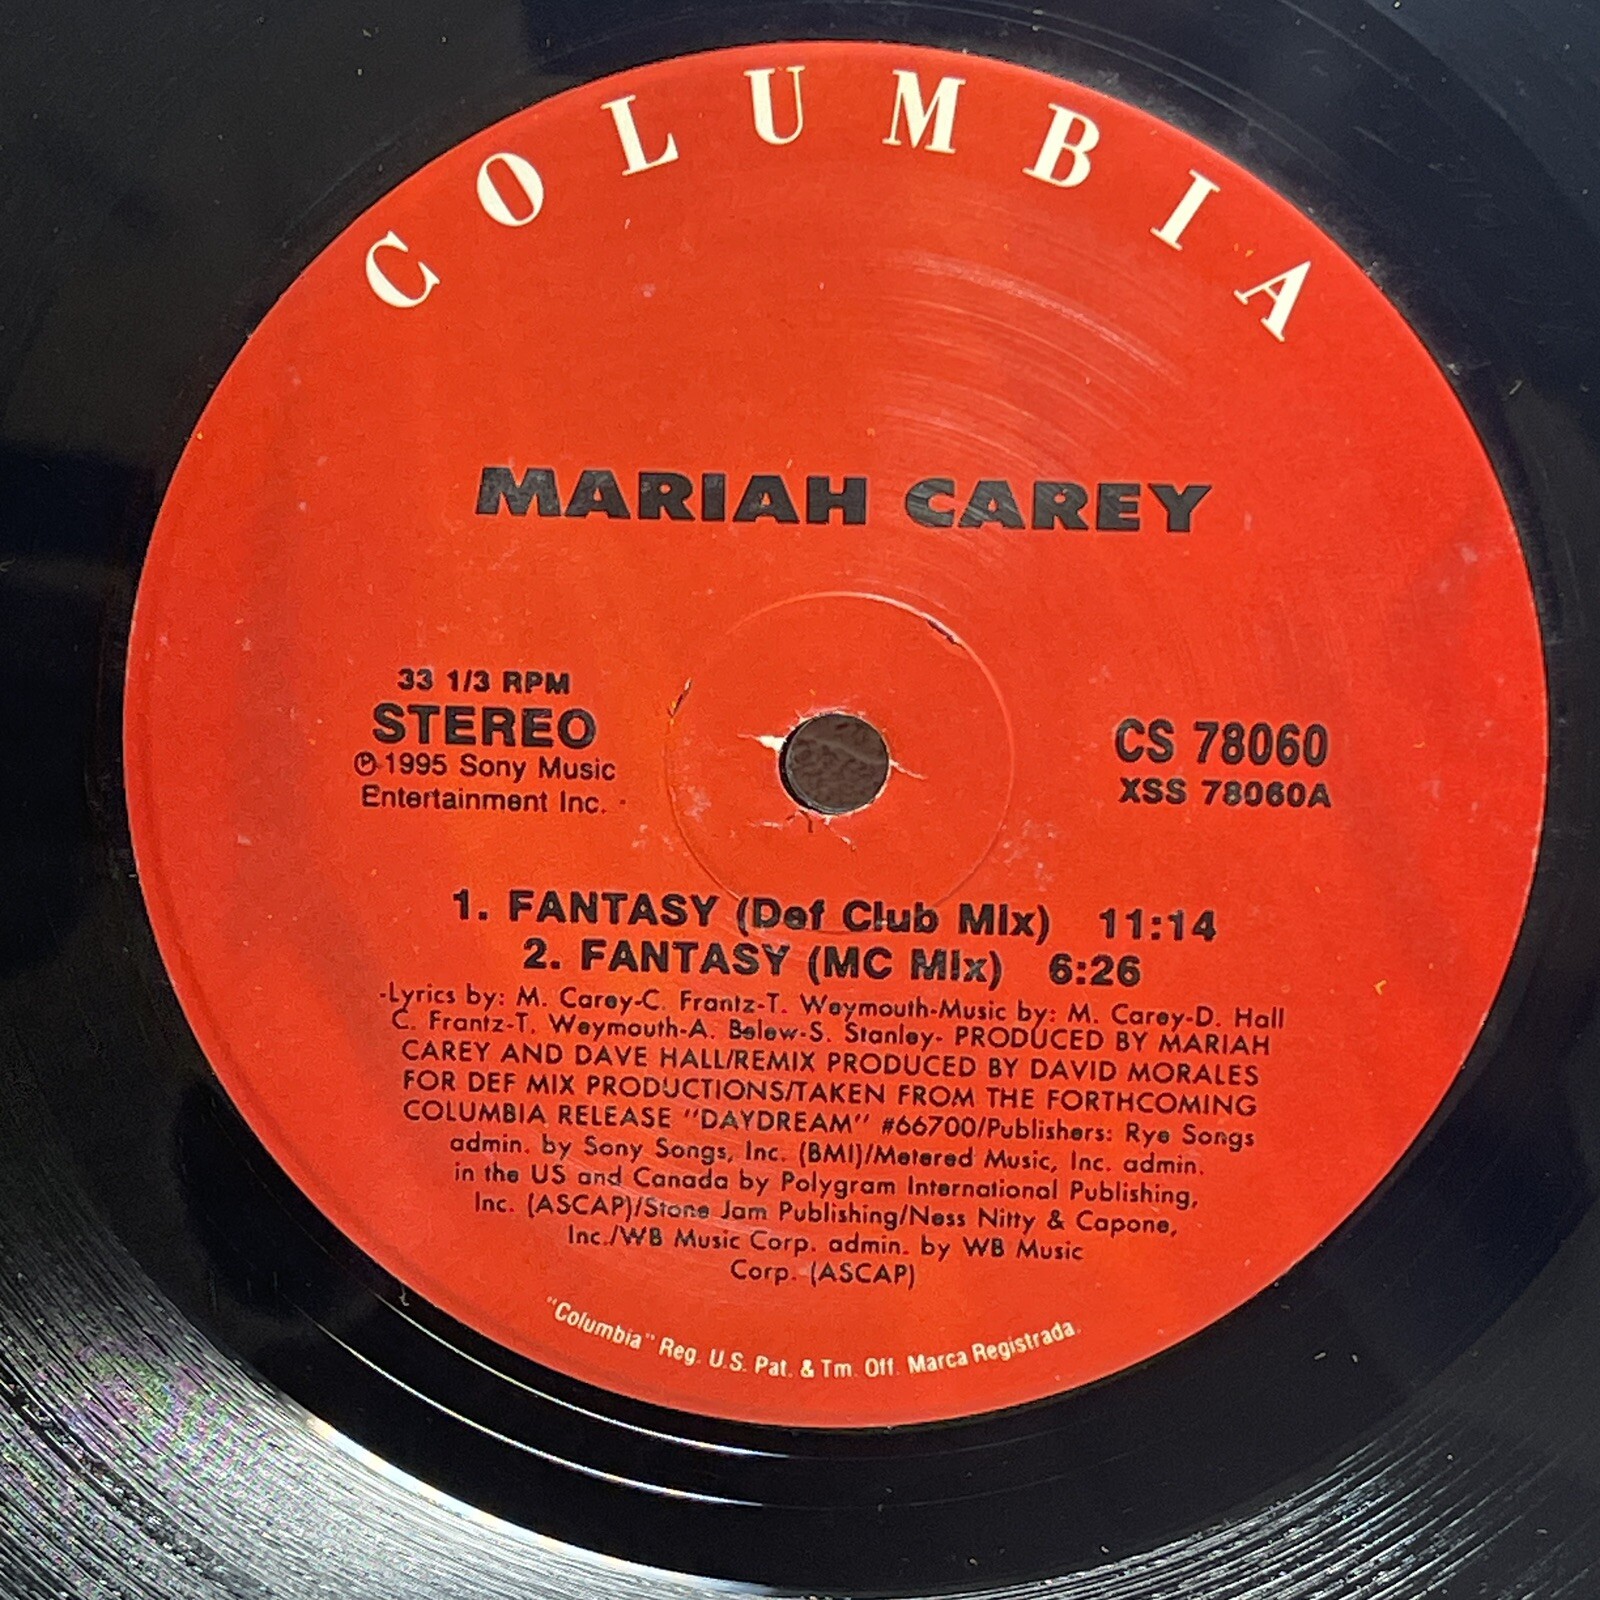 COLUMBIA
MARIAH CAREY
33 1/3 RPM
STEREO
℗ 1995 Sony Music
Entertainment Inc.
CS 78060
XSS 78060A
1. FANTASY (Def Club Mix) 11:14
2. FANTASY (MC Mix) 6:26
-Lyrics by: M. Carey-C. Frantz-T. Weymouth-Music by: M. Carey-D. Hall
C. Frantz-T. Weymouth-A. Belew-S. Stanley- PRODUCED BY MARIAH
CAREY AND DAVE HALL/REMIX PRODUCED BY DAVID MORALES
FOR DEF MIX PRODUCTIONS/TAKEN FROM THE FORTHCOMING
COLUMBIA RELEASE "DAYDREAM" #66700/Publishers: Rye Songs
admin. by Sony Songs, Inc. (BMI)/Metered Music, Inc. admin.
in the US and Canada by Polygram International Publishing,
Inc. (ASCAP)/Stone Jam Publishing/Ness Nitty & Capone,
Inc./WB Music Corp. admin. by WB Music
Corp. (ASCAP)
"Columbia" Reg. U.S. Pat. & Tm. Off. Marca Registrada.